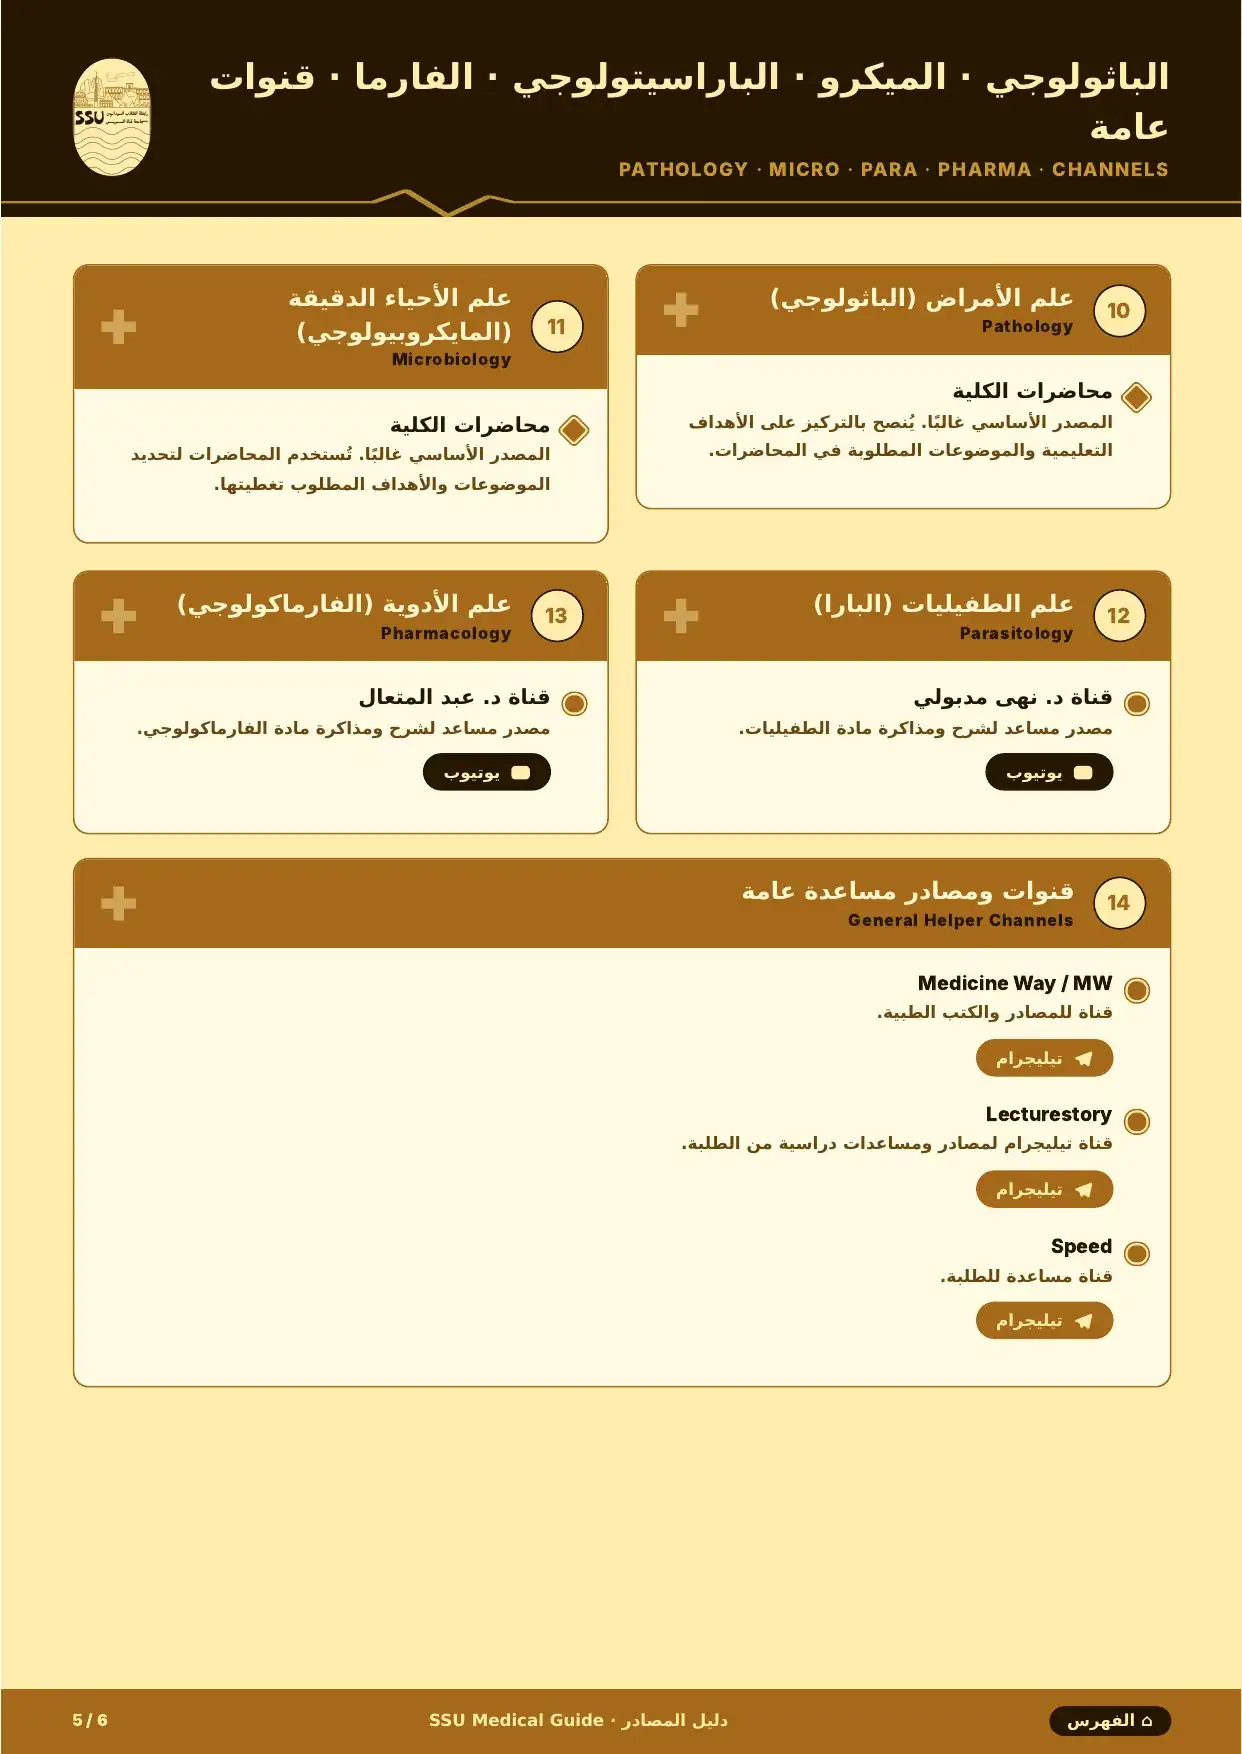 الباثولوجي · الميكرو · الباراسيتولوجي · الفارما · قنوات
عامة
PATHOLOGY · MICRO · PARA · PHARMA · CHANNELS
SSU
10
علم الأمراض (الباثولوجي)
Pathology
محاضرات الكلية
المصدر الأساسي غالبًا. يُنصح بالتركيز على الأهداف
التعليمية والموضوعات المطلوبة في المحاضرات.
11
علم الأحياء الدقيقة
(المايكروبيولوجي)
Microbiology
محاضرات الكلية
المصدر الأساسي غالبًا. تُستخدم المحاضرات لتحديد
الموضوعات والأهداف المطلوب تغطيتها.
12
علم الطفيليات (البارا)
Parasitology
قناة د. نهى مدبولي
مصدر مساعد لشرح ومذاكرة مادة الطفيليات.
يوتيوب
13
علم الأدوية (الفارماكولوجي)
Pharmacology
قناة د. عبد المتعال
مصدر مساعد لشرح ومذاكرة مادة الفارماكولوجي.
يوتيوب
14
قنوات ومصادر مساعدة عامة
General Helper Channels
Medicine Way / MW
قناة للمصادر والكتب الطبية.
تيليجرام
Lecturestory
قناة تيليجرام لمصادر ومساعدات دراسية من الطلبة.
تيليجرام
Speed
قناة مساعدة للطلبة.
تيليجرام
⌂ الفهرس
دليل المصادر · SSU Medical Guide
5 / 6